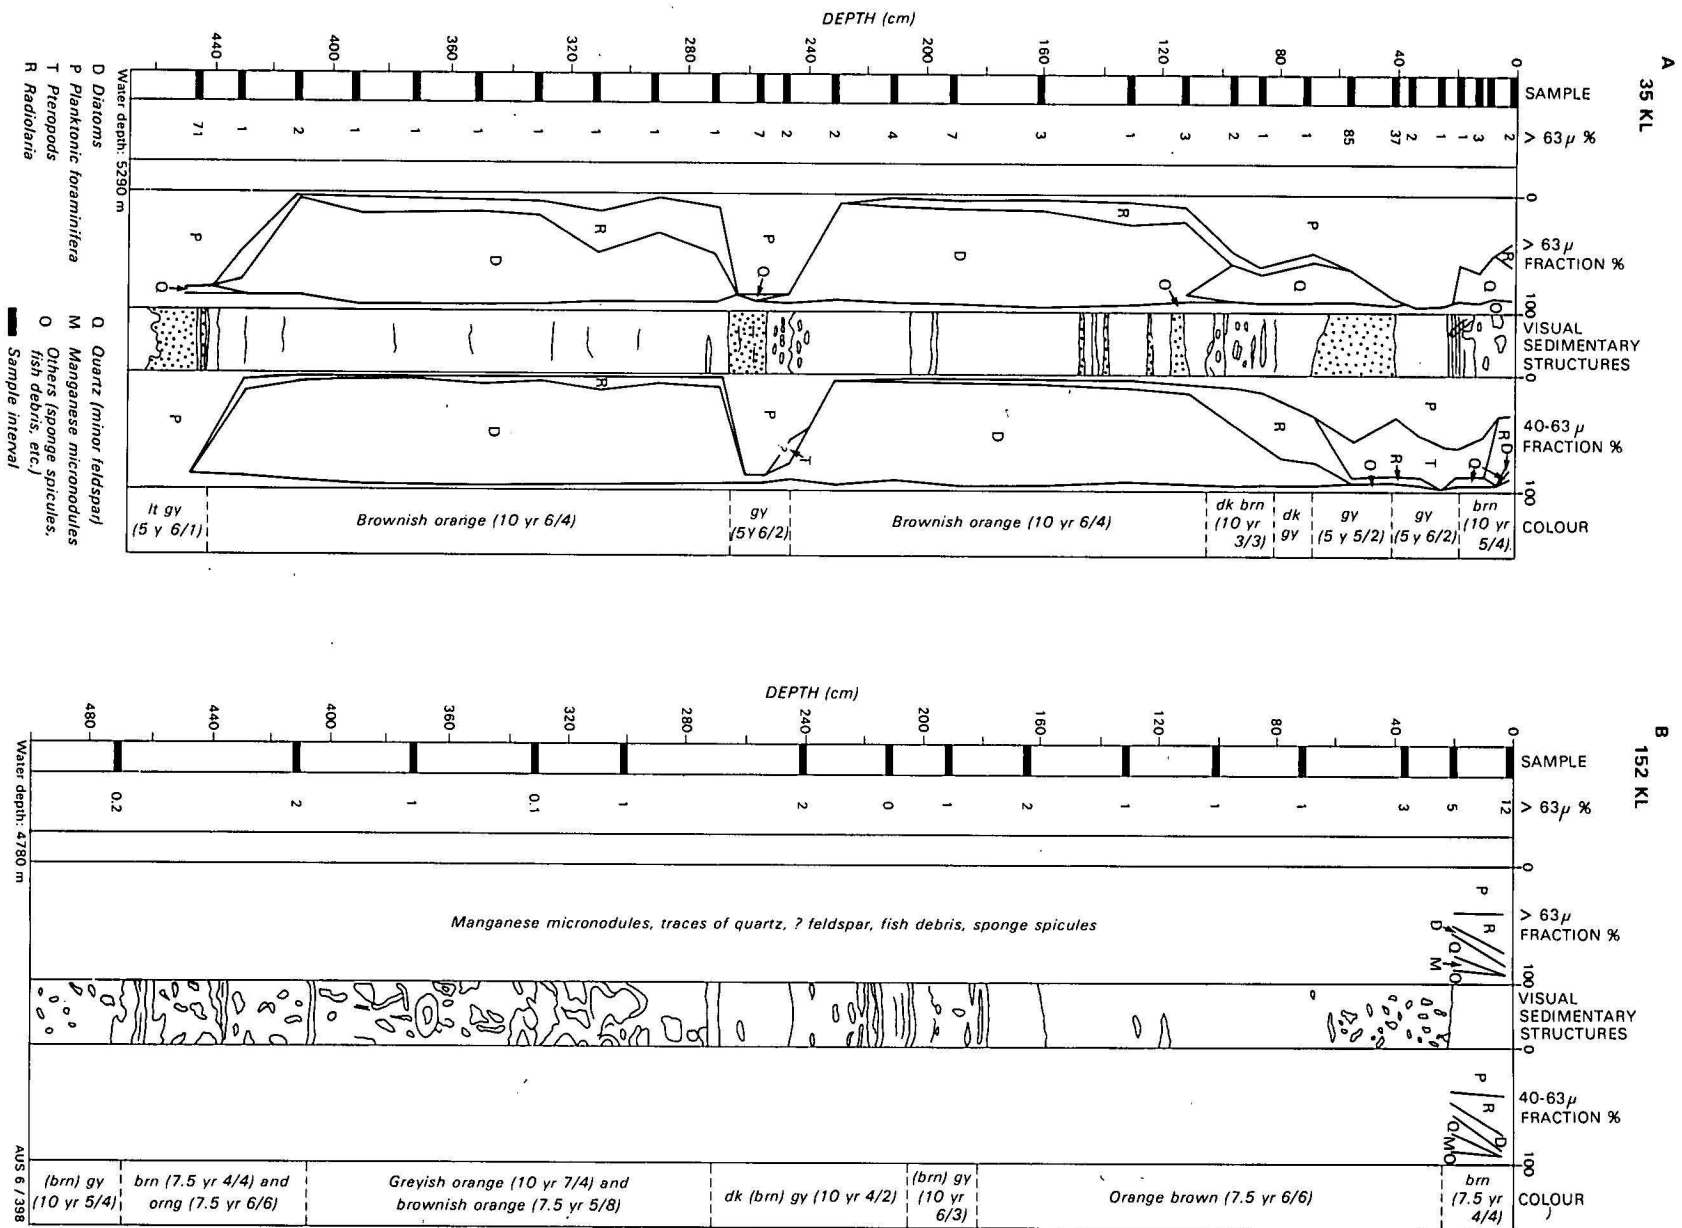 A
35 KL
DEPTH (cm)
440
400
360
320
280
240
200
160
120
80
40
0
SAMPLE
71
1
2
1
1
1
1
1
1
7
2
2
4
7
3
1
3
2
1
1
85
37
2
1
1
3
2
> 63µ %
0
P
Q
D
R
P
Q
D
R
O
P
Q
R
Q
O
> 63µ
FRACTION %
100
VISUAL
SEDIMENTARY
STRUCTURES
0
P
D
R
P
?
T
D
R
O
R
P
T
O
R
D
Q
40-63µ
FRACTION %
100
lt gy
(5 y 6/1)
Brownish orange (10 yr 6/4)
gy
(5y 6/2)
Brownish orange (10 yr 6/4)
dk brn
(10 yr
3/3)
dk
gy
gy
(5 y 5/2)
gy
(5 y 6/2)
brn
(10 yr
5/4)
COLOUR
Water depth: 5290 m
D Diatoms
P Planktonic foraminifera
T Pteropods
R Radiolaria
Q Quartz (minor feldspar)
M Manganese micronodules
O Others (sponge spicules,
fish debris, etc.)
Sample interval
B
152 KL
DEPTH (cm)
480
440
400
360
320
280
240
200
160
120
80
40
0
SAMPLE
0.2
2
1
0.1
1
2
0
1
2
1
1
1
3
5
12
> 63µ %
0
P
R
D
Q
M
O
> 63µ
FRACTION %
Manganese micronodules, traces of quartz, ? feldspar, fish debris, sponge spicules
100
VISUAL
SEDIMENTARY
STRUCTURES
0
P
R
D
Q
M
O
40-63µ
FRACTION %
100
(brn) gy
(10 yr 5/4)
brn (7.5 yr 4/4) and
orng (7.5 yr 6/6)
Greyish orange (10 yr 7/4) and
brownish orange (7.5 yr 5/8)
dk (brn) gy (10 yr 4/2)
(brn) gy
(10 yr
6/3)
Orange brown (7.5 yr 6/6)
brn
(7.5 yr
4/4)
COLOUR
Water depth: 4780 m
AUS 6 / 398